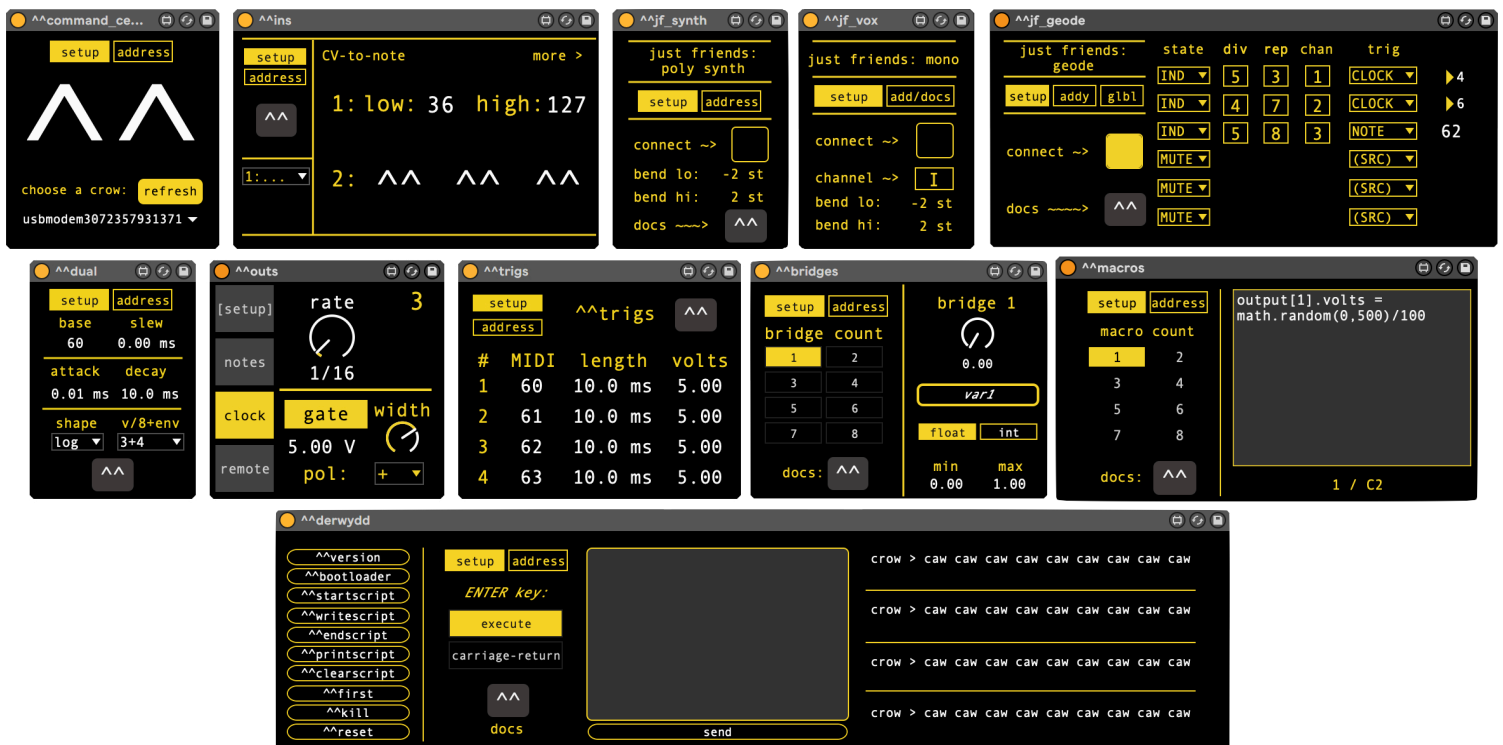 ^^command_ce...
setup address
^^
choose a crow: refresh
usbmodem3072357931371
^^ins
setup
address
^^
1:...
CV-to-note more >
1: low: 36 high: 127
2: ^^ ^^ ^^
^^jf_synth
just friends:
poly synth
setup address
connect ~>
bend lo: -2 st
bend hi: 2 st
docs ~~~> ^^
^^jf_vox
just friends: mono
setup add/docs
connect ~>
channel ~> I
bend lo: -2 st
bend hi: 2 st
^^jf_geode
just friends:
geode
setup addy glbl
connect ~>
docs ~~~~> ^^
state div rep chan trig
IND 5 3 1 CLOCK 4
IND 4 7 2 CLOCK 6
IND 5 8 3 NOTE 62
MUTE (SRC)
MUTE (SRC)
MUTE (SRC)
^^dual
setup address
base slew
60 0.00 ms
attack decay
0.01 ms 10.0 ms
shape v/8+env
log 3+4
^^
^^outs
[setup]
notes
clock
remote
rate 3
1/16
gate width
5.00 V
pol: +
^^trigs
setup
address
^^trigs ^^
# MIDI length volts
1 60 10.0 ms 5.00
2 61 10.0 ms 5.00
3 62 10.0 ms 5.00
4 63 10.0 ms 5.00
^^bridges
setup address
bridge count
1 2
3 4
5 6
7 8
docs: ^^
bridge 1
0.00
var1
float int
min max
0.00 1.00
^^macros
setup address
macro count
1 2
3 4
5 6
7 8
docs: ^^
output[1].volts =
math.random(0,500)/100
1 / C2
^^derwydd
^^version
^^bootloader
^^startscript
^^writescript
^^endscript
^^printscript
^^clearscript
^^first
^^kill
^^reset
setup address
ENTER key:
execute
carriage-return
^^
docs
send
crow > caw caw caw caw caw caw caw caw caw
crow > caw caw caw caw caw caw caw caw caw
crow > caw caw caw caw caw caw caw caw caw
crow > caw caw caw caw caw caw caw caw caw